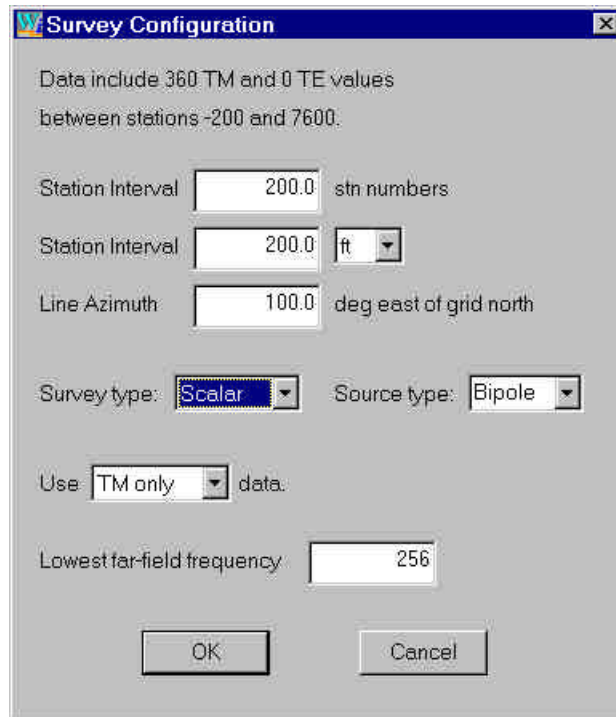 Survey Configuration
Data include 360 TM and 0 TE values
between stations -200 and 7600.
Station Interval 200.0 stn numbers
Station Interval 200.0 ft
Line Azimuth 100.0 deg east of grid north
Survey type: Scalar Source type: Bipole
Use TM only data.
Lowest far-field frequency 256
OK Cancel